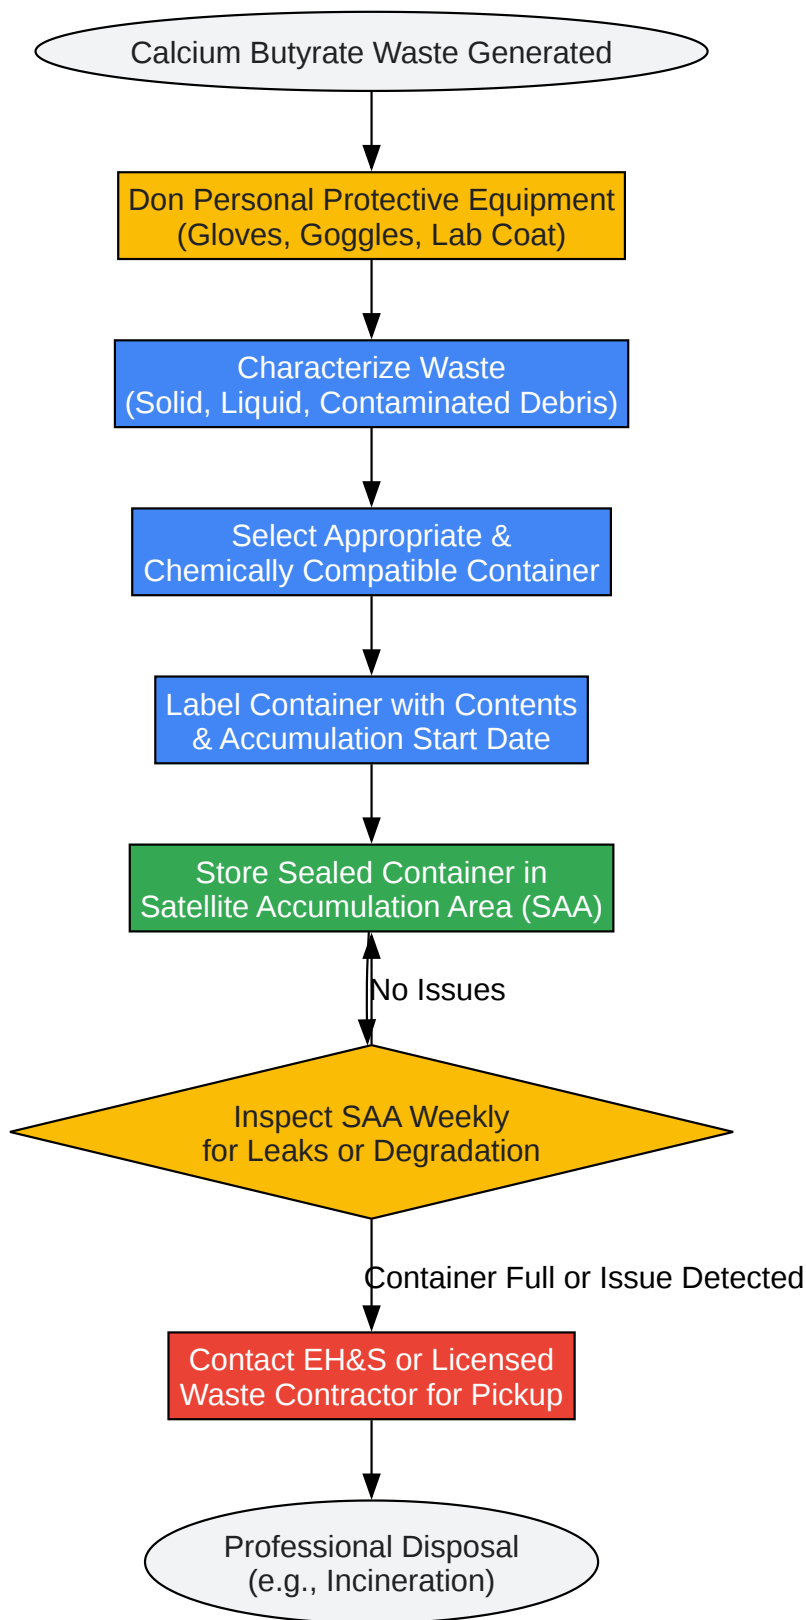 Calcium Butyrate Waste Generated
Don Personal Protective Equipment
(Gloves, Goggles, Lab Coat)
Characterize Waste
(Solid, Liquid, Contaminated Debris)
Select Appropriate &
Chemically Compatible Container
Label Container with Contents
& Accumulation Start Date
Store Sealed Container in
Satellite Accumulation Area (SAA)
No Issues
Inspect SAA Weekly
for Leaks or Degradation
Container Full or Issue Detected
Contact EH&S or Licensed
Waste Contractor for Pickup
Professional Disposal
(e.g., Incineration)